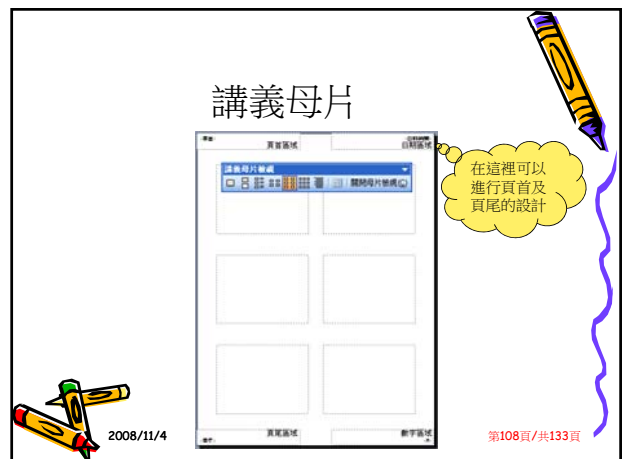 講義母片
頁首區域
日期區域
在這裡可以
進行頁首及
頁尾的設計
講義母片檢視
關閉母片檢視(C)
頁尾區域
數字區域
2008/11/4
第108頁/共133頁